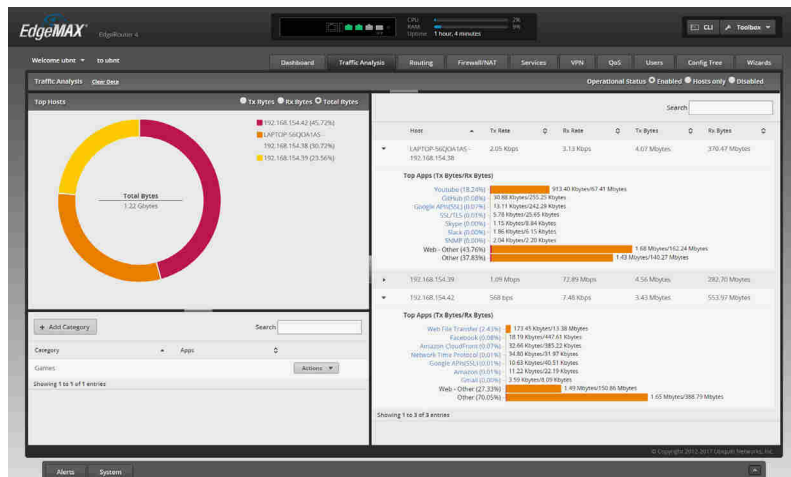 EdgeMAX
EdgeRouter 4
CPU 2%
RAM 9%
Uptime 1 hour, 4 minutes
CLI
Toolbox
Welcome ubnt to ubnt
Dashboard Traffic Analysis Routing Firewall/NAT Services VPN QoS Users Config Tree Wizards
Traffic Analysis Clear Data
Operational Status Enabled Hosts only Disabled
Top Hosts Tx Bytes Rx Bytes Total Bytes
192.168.154.42 (45.72%)
LAPTOP-56QJOA1AS -
192.168.154.38 (30.72%)
192.168.154.39 (23.56%)
Total Bytes
1.22 Gbytes
Search
Host Tx Rate Rx Rate Tx Bytes Rx Bytes
LAPTOP-56QJOA1AS - 2.05 Kbps 3.13 Kbps 4.07 Mbytes 370.47 Mbytes
192.168.154.38
Top Apps (Tx Bytes/Rx Bytes)
Youtube (18.24%) 913.40 Kbytes/67.41 Mbytes
GitHub (0.08%) 30.88 Kbytes/255.25 Kbytes
Google APIs(SSL) (0.07%) 13.11 Kbytes/242.29 Kbytes
SSL/TLS (0.01%) 5.78 Kbytes/25.65 Kbytes
Skype (0.00%) 1.15 Kbytes/8.84 Kbytes
Slack (0.00%) 1.86 Kbytes/6.15 Kbytes
SNMP (0.00%) 2.04 Kbytes/2.20 Kbytes
Web - Other (43.76%) 1.68 Mbytes/162.24 Mbytes
Other (37.83%) 1.43 Mbytes/140.27 Mbytes
192.168.154.39 1.09 Mbps 72.89 Mbps 4.56 Mbytes 282.70 Mbytes
192.168.154.42 568 bps 7.48 Kbps 3.43 Mbytes 553.97 Mbytes
Top Apps (Tx Bytes/Rx Bytes)
Web File Transfer (2.43%) 173.45 Kbytes/13.38 Mbytes
Facebook (0.08%) 18.19 Kbytes/447.61 Kbytes
Amazon CloudFront (0.07%) 32.66 Kbytes/385.22 Kbytes
Network Time Protocol (0.01%) 34.80 Kbytes/31.97 Kbytes
Google APIs(SSL) (0.01%) 10.63 Kbytes/40.51 Kbytes
Amazon (0.01%) 11.22 Kbytes/32.19 Kbytes
Gmail (0.00%) 3.59 Kbytes/8.09 Kbytes
Web - Other (27.33%) 1.49 Mbytes/150.86 Mbytes
Other (70.05%) 1.65 Mbytes/388.79 Mbytes
Showing 1 to 3 of 3 entries
+ Add Category
Search
Category Apps
Games Actions
Showing 1 to 1 of 1 entries
© Copyright 2012-2017 Ubiquiti Networks, Inc.
Alerts System